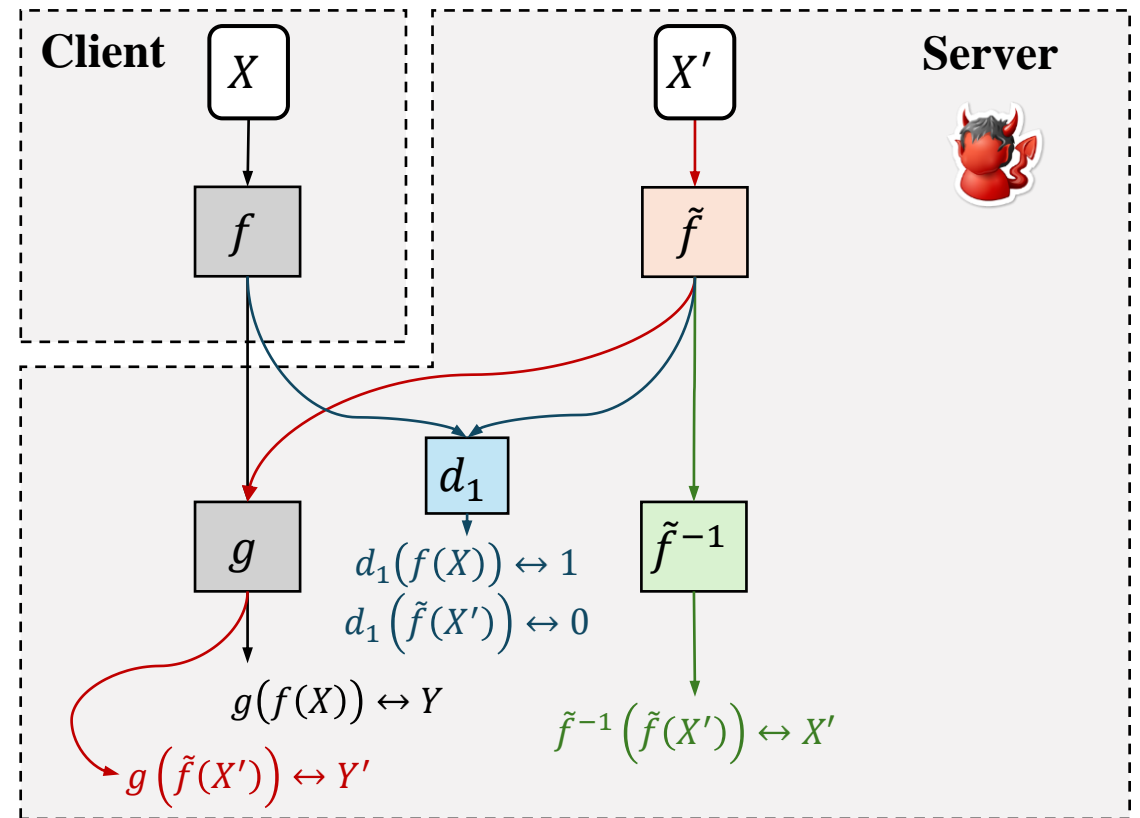 Client
X
X′
Server
f
f̃
d₁
g
f̃⁻¹
d₁(f(X)) ↔ 1
d₁(f̃(X′)) ↔ 0
g(f(X)) ↔ Y
f̃⁻¹(f̃(X′)) ↔ X′
g(f̃(X′)) ↔ Y′